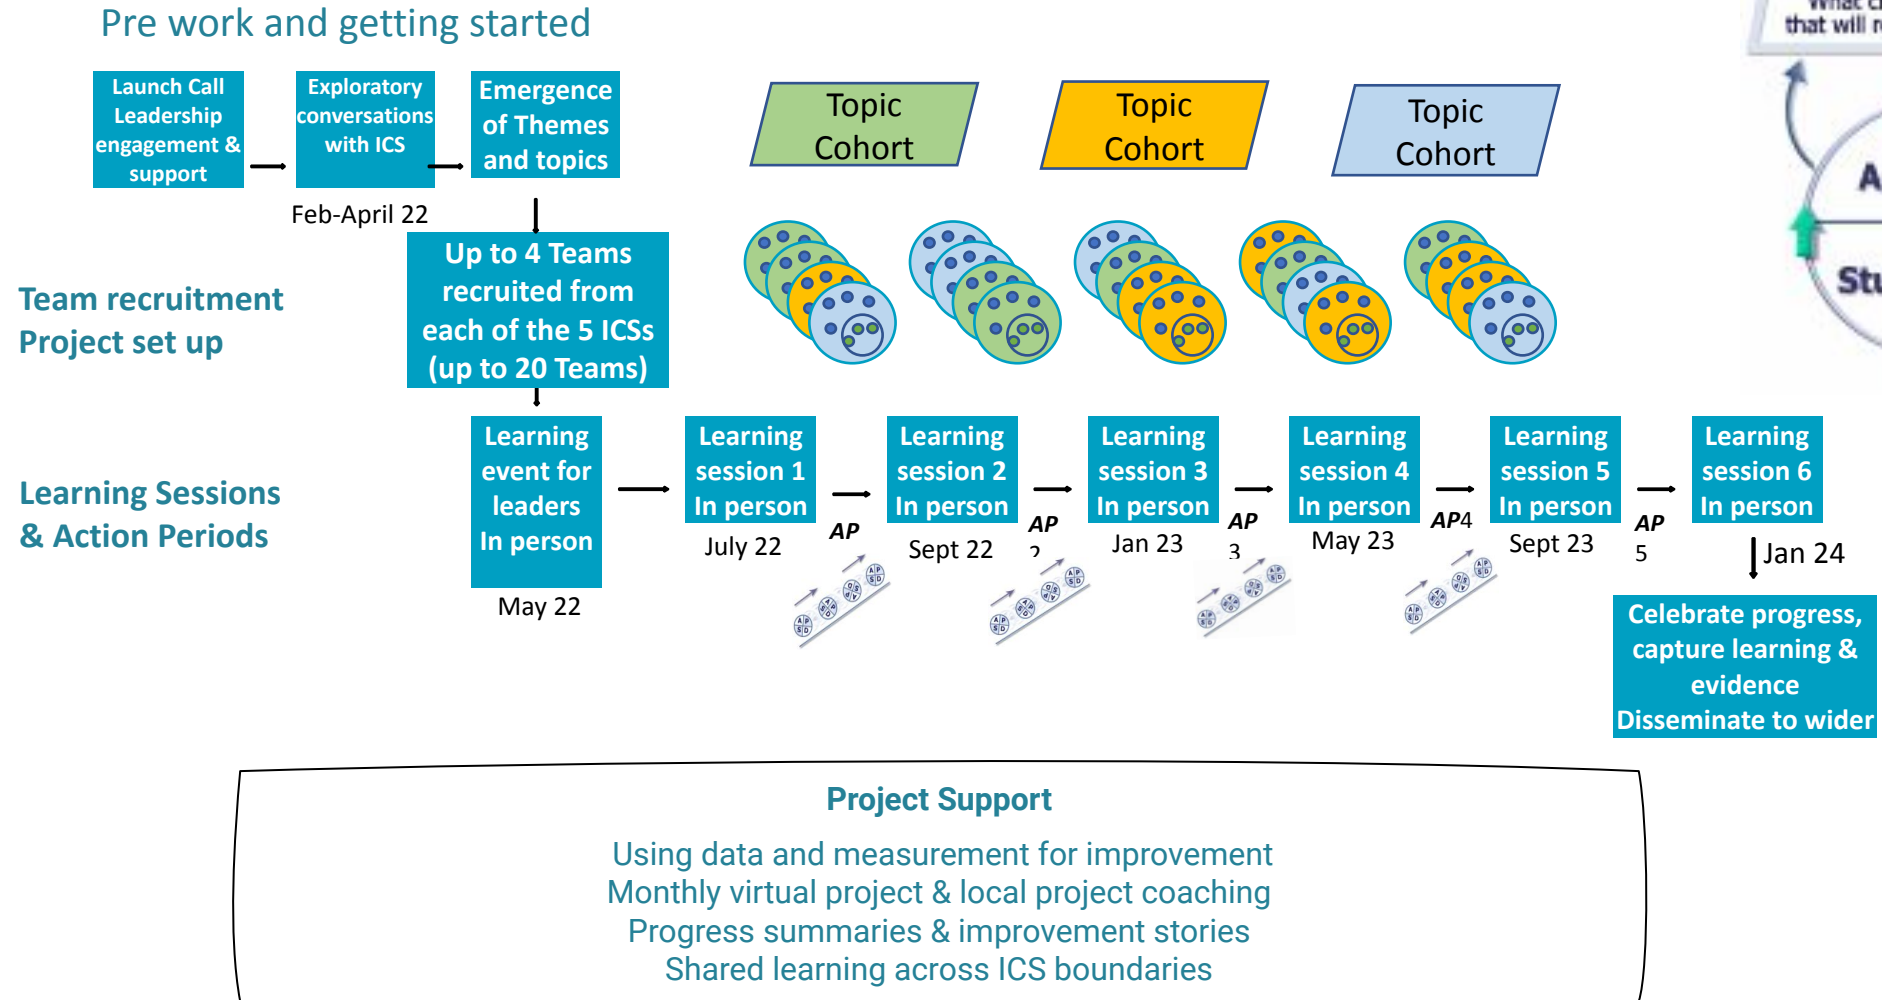 Pre work and getting started
What c
that will r
Launch Call
Leadership
engagement &
support
Exploratory
conversations
with ICS
Emergence
of Themes
and topics
Feb-April 22
Topic
Cohort
Topic
Cohort
Topic
Cohort
A
Stu
Team recruitment
Project set up
Up to 4 Teams
recruited from
each of the 5 ICSs
(up to 20 Teams)
Learning Sessions
& Action Periods
Learning
event for
leaders
In person
May 22
Learning
session 1
In person
July 22
AP
Learning
session 2
In person
Sept 22
AP
2
Learning
session 3
In person
Jan 23
AP
3
Learning
session 4
In person
May 23
AP4
Learning
session 5
In person
Sept 23
AP
5
Learning
session 6
In person
Jan 24
A P
S D
A P
S D
A P
S D
A P
S D
A P
S D
A P
S D
A P
S D
A P
S D
Celebrate progress,
capture learning &
evidence
Disseminate to wider
Project Support
Using data and measurement for improvement
Monthly virtual project & local project coaching
Progress summaries & improvement stories
Shared learning across ICS boundaries